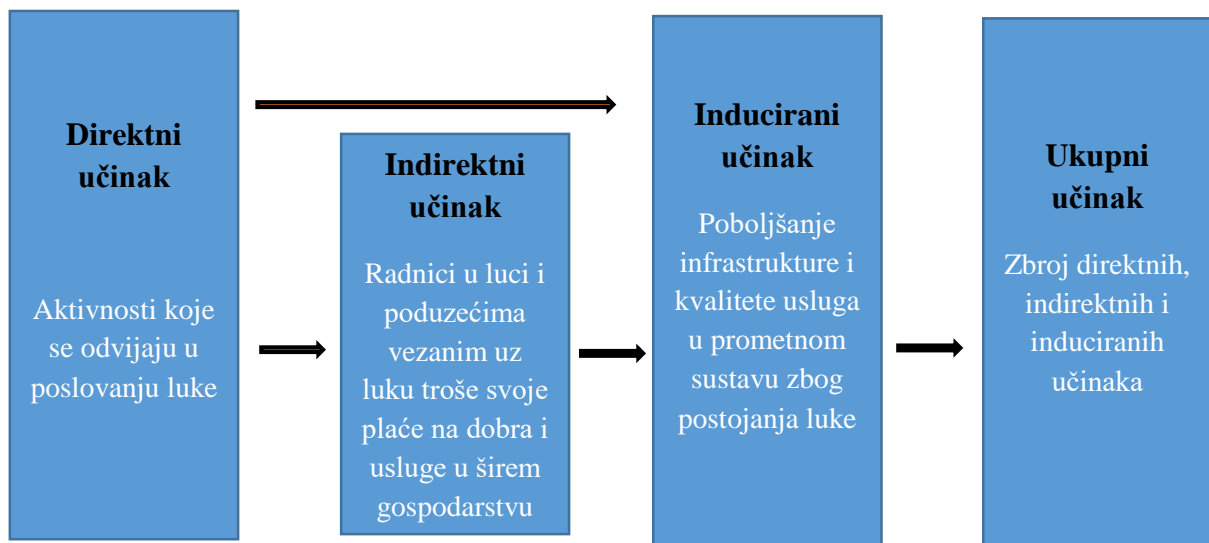 Direktni
učinak
Aktivnosti koje
se odvijaju u
poslovanju luke
Indirektni
učinak
Radnici u luci i
poduzećima
vezanim uz
luku troše svoje
plaće na dobra i
usluge u širem
gospodarstvu
Inducirani
učinak
Poboljšanje
infrastrukture i
kvalitete usluga
u prometnom
sustavu zbog
postojanja luke
Ukupni
učinak
Zbroj direktnih,
indirektnih i
induciranih
učinaka